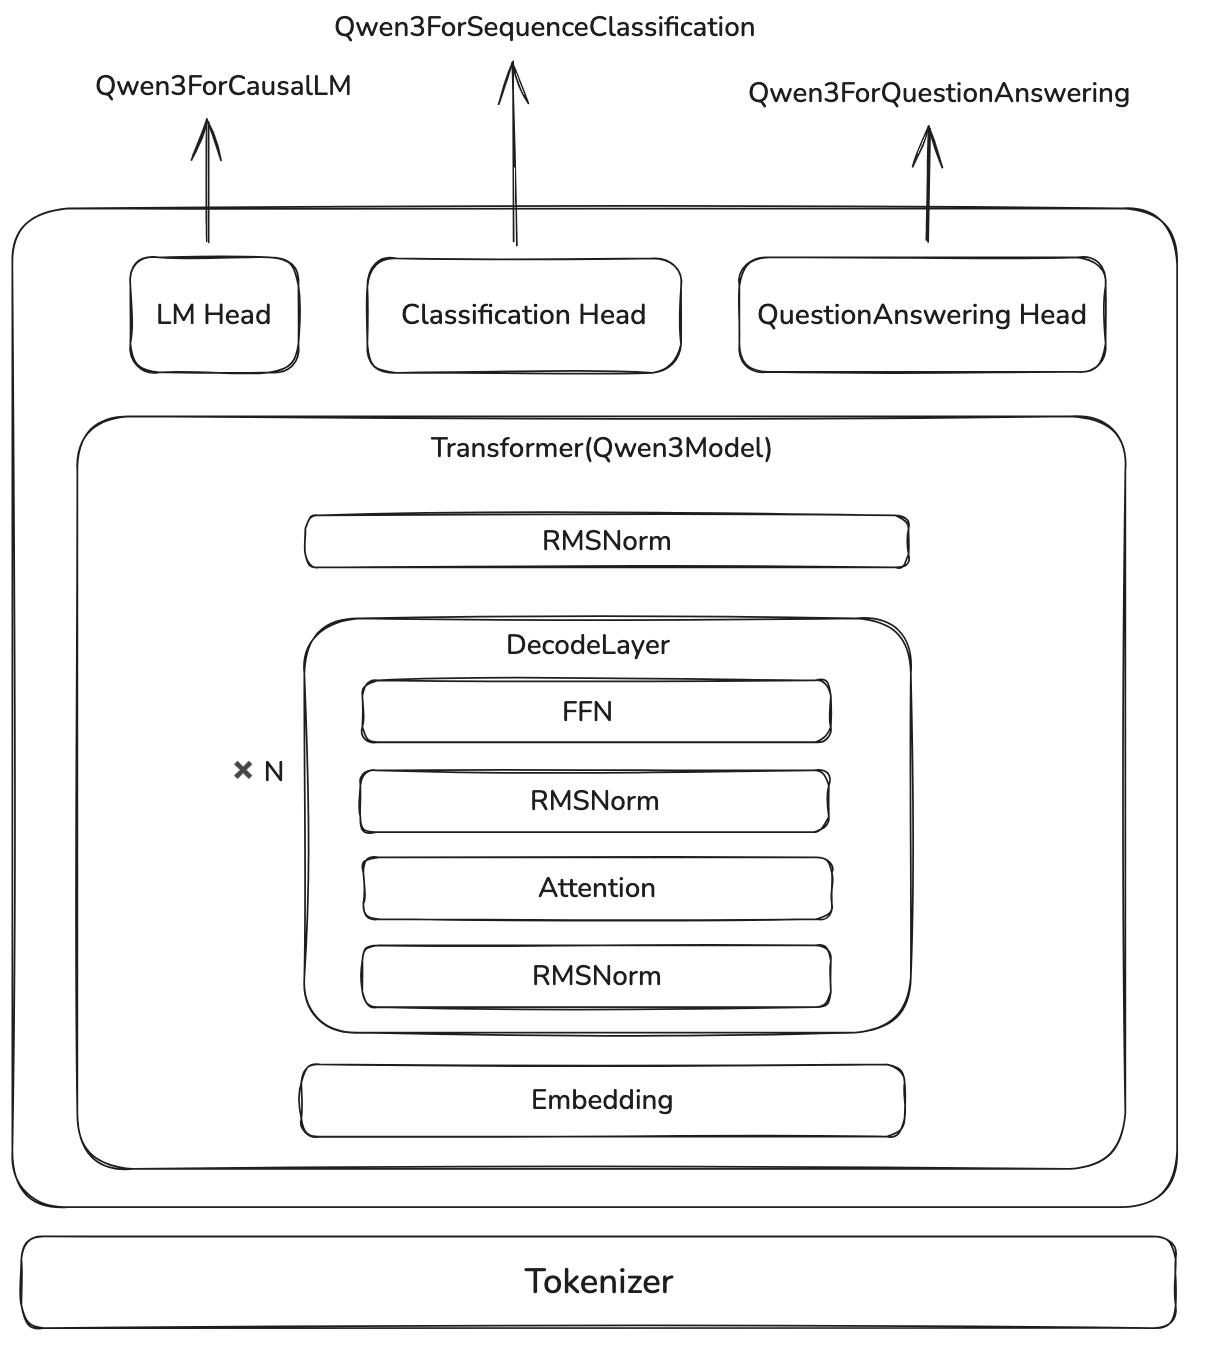 Qwen3ForSequenceClassification
Qwen3ForCausalLM
Qwen3ForQuestionAnswering
LM Head
Classification Head
QuestionAnswering Head
Transformer(Qwen3Model)
RMSNorm
DecodeLayer
FFN
× N
RMSNorm
Attention
RMSNorm
Embedding
Tokenizer